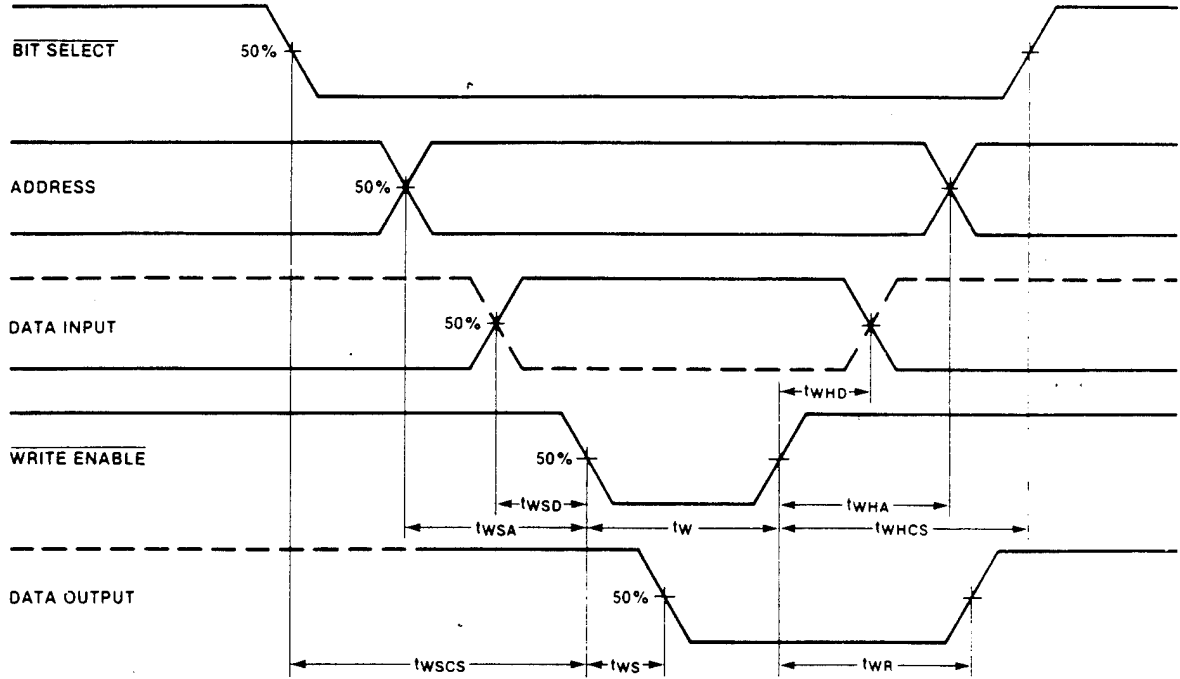 BIT SELECT
50%
ADDRESS
50%
DATA INPUT
50%
tWHD
WRITE ENABLE
50%
tWSD
tWHA
tWSA
tW
tWHCS
DATA OUTPUT
50%
tWSCS
tWS
tWR